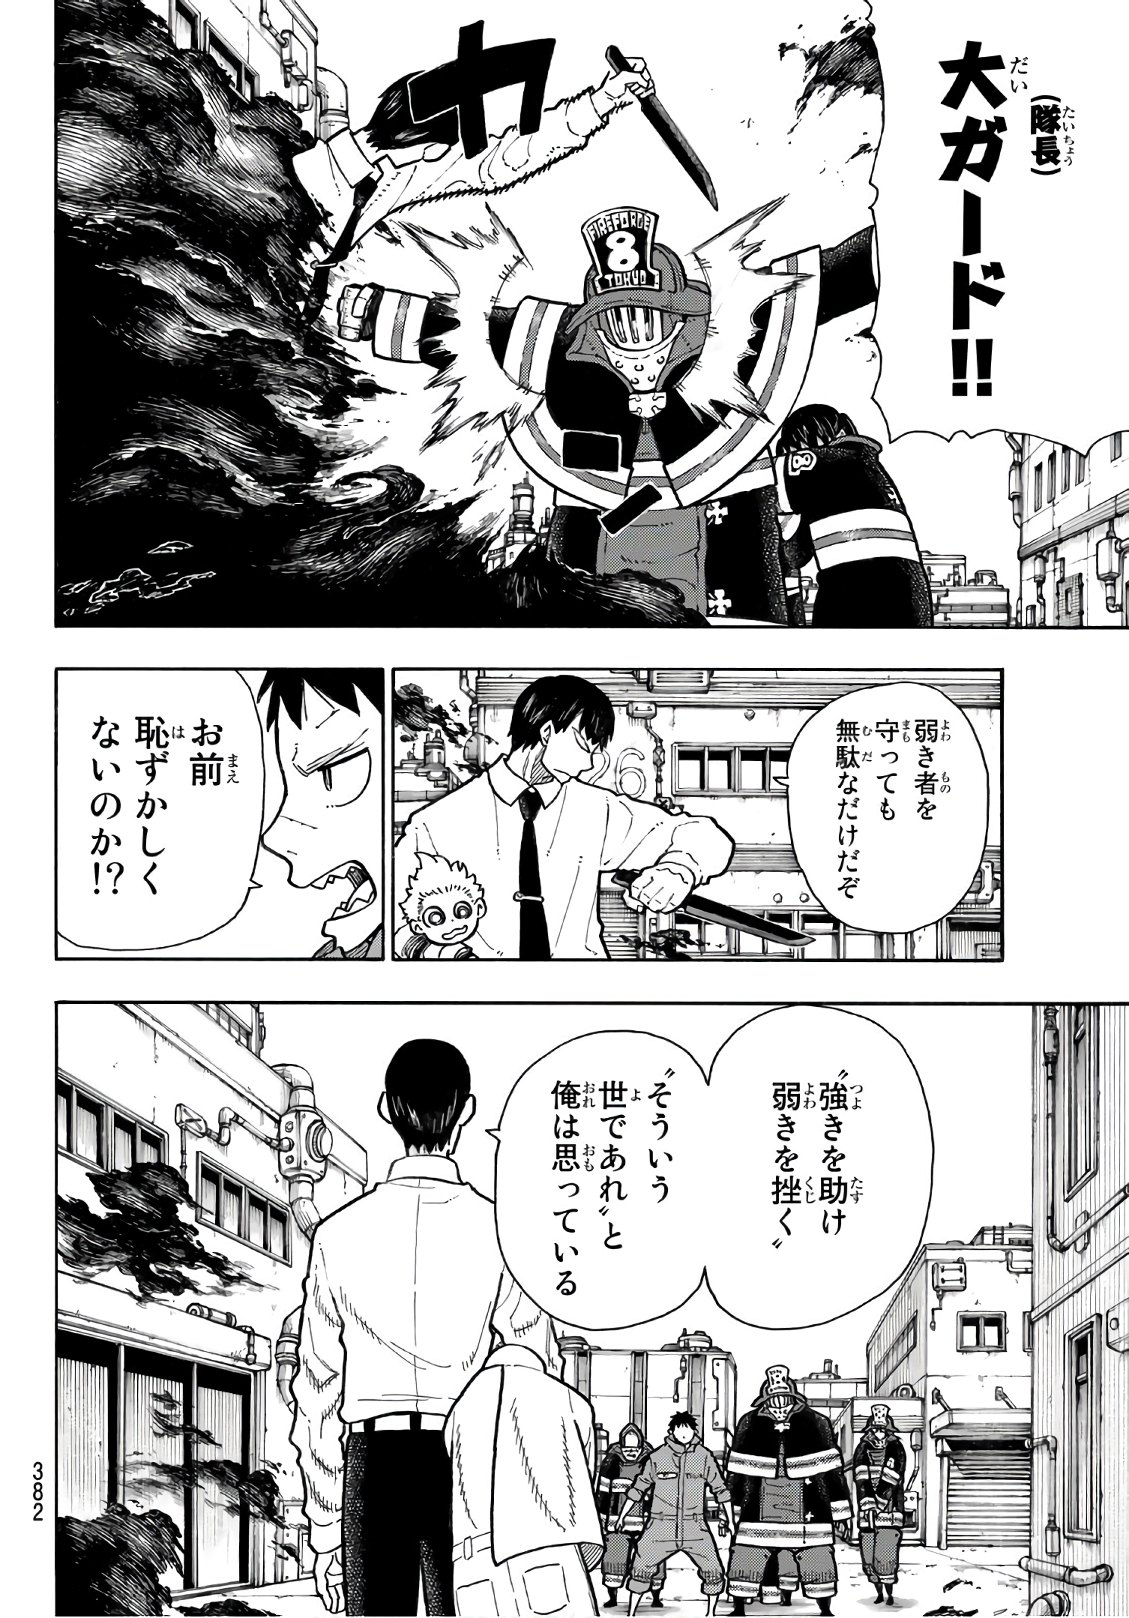 大ガード!!
(隊長)
カ
FIRE FORCE
8
TOKYO
8
弱き者を
守っても
無駄なだけだぞ
26
お前
恥ずかしく
ないのか!?
〝強きを助け
弱きを挫く〟
〝そういう
世であれ〟と
俺は思っている
382